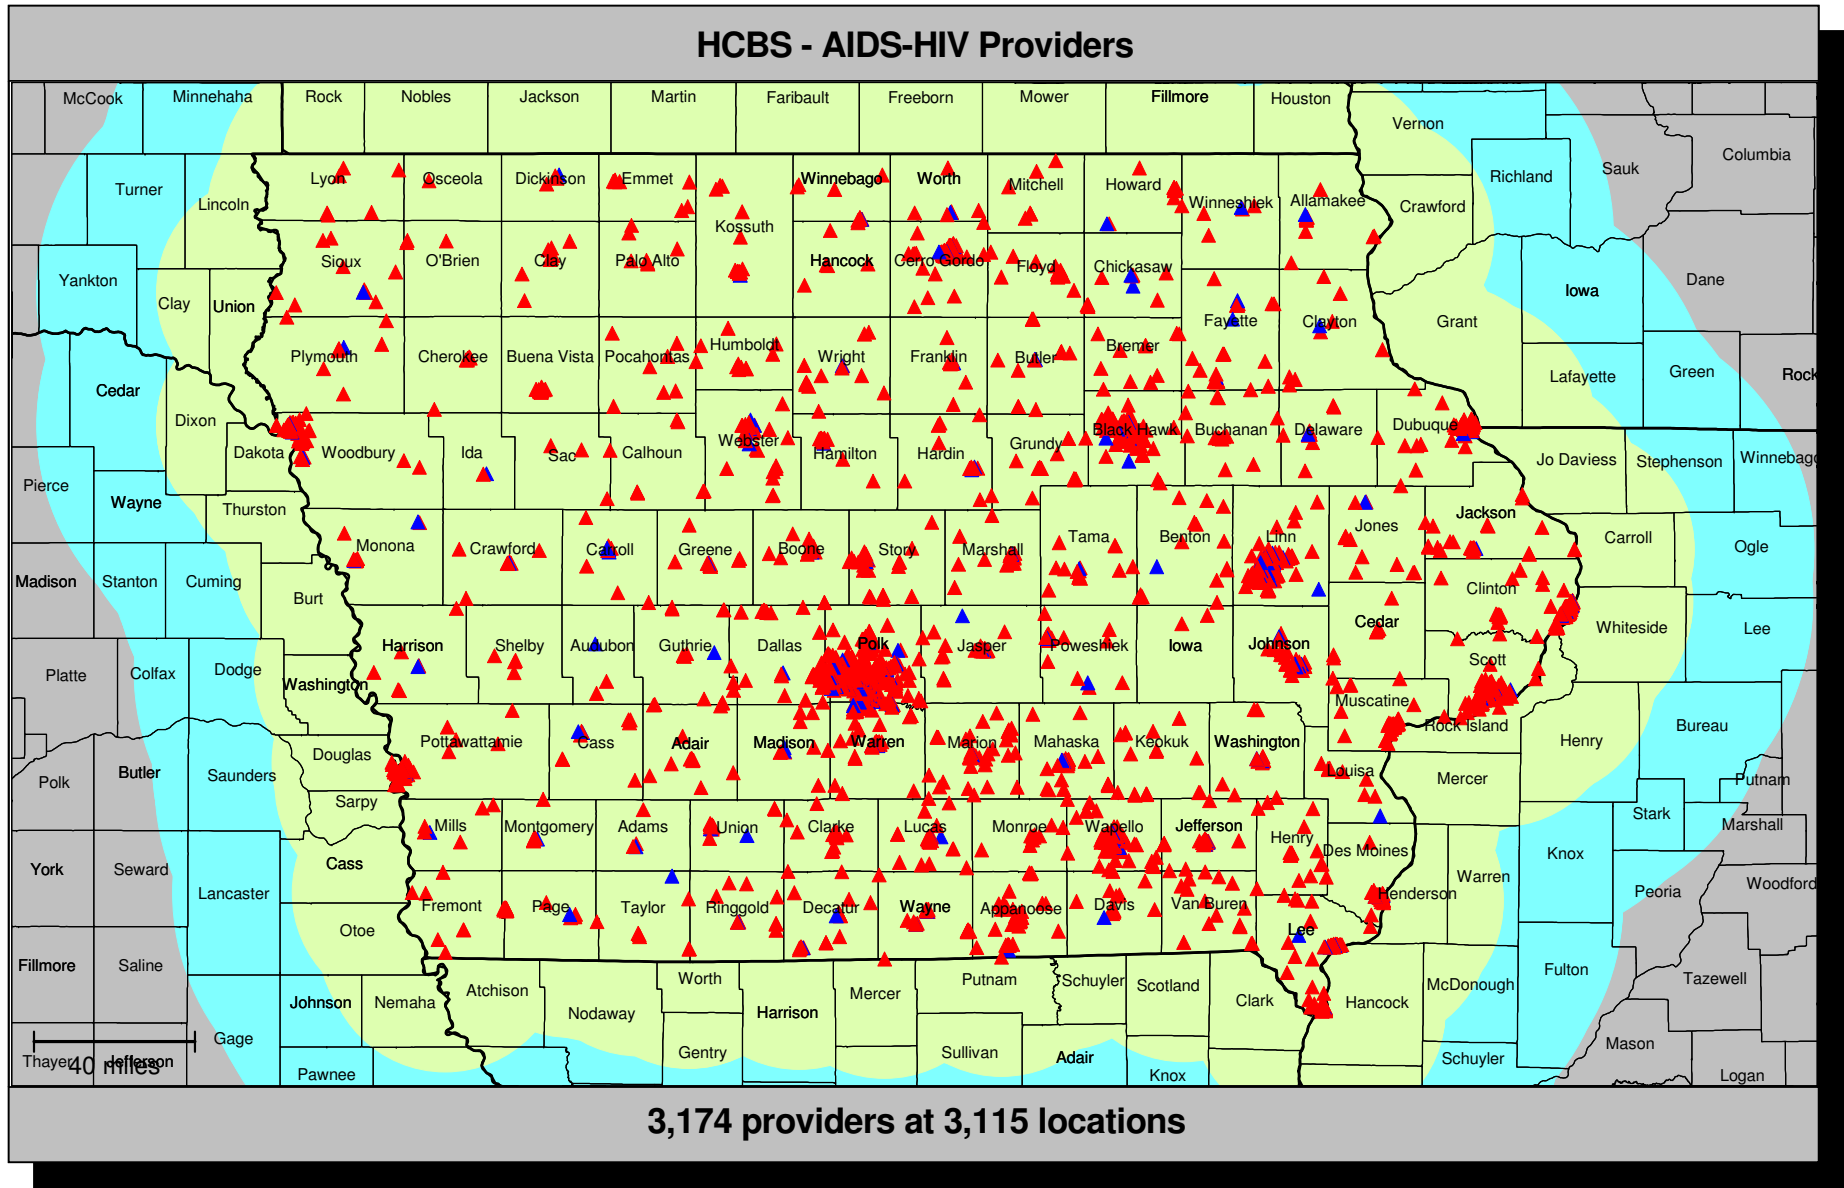 HCBS - AIDS-HIV Providers
McCook Minnehaha Rock Nobles Jackson Martin Faribault Freeborn Mower Fillmore Houston
Vernon
Columbia
Sauk
Richland
Turner Lyon Osceola Dickinson Emmet Winnebago Worth Mitchell Howard
Lincoln Winneshiek Allamakee Crawford
Kossuth
Yankton Sioux O'Brien Clay Palo Alto Hancock Cerro Gordo Floyd Chickasaw Dane
Clay Union Iowa
Fayette Clayton Grant
Plymouth Cherokee Buena Vista Pocahontas Humboldt Wright Franklin Butler Bremer
Cedar Lafayette Green Rock
Dixon Webster Black Hawk Buchanan Delaware Dubuque
Dakota Woodbury Ida Sac Calhoun Hamilton Hardin Grundy Jo Daviess Stephenson Winnebago
Pierce
Wayne Thurston Jackson
Monona Crawford Carroll Greene Boone Story Marshall Tama Benton Linn Jones Carroll Ogle
Madison Stanton Cuming Burt Clinton
Harrison Shelby Audubon Guthrie Dallas Polk Jasper Poweshiek Iowa Johnson Cedar Whiteside Lee
Platte Colfax Dodge Washington Scott
Muscatine
Pottawattamie Cass Adair Madison Warren Marion Mahaska Keokuk Washington Rock Island Henry Bureau
Douglas
Polk Butler Saunders Louisa Mercer Putnam
Sarpy
Mills Montgomery Adams Union Clarke Lucas Monroe Wapello Jefferson Henry Stark Marshall
Des Moines Knox
York Seward Cass Warren
Lancaster Henderson Peoria Woodford
Fremont Page Taylor Ringgold Decatur Wayne Appanoose Davis Van Buren
Otoe Lee
Fillmore Saline Fulton
Worth Putnam Schuyler Scotland McDonough Tazewell
Johnson Nemaha Atchison Nodaway Harrison Mercer Clark Hancock
Gage Gentry Sullivan Adair Schuyler Mason
Thayer Jefferson
40 miles
Pawnee Knox Logan
3,174 providers at 3,115 locations